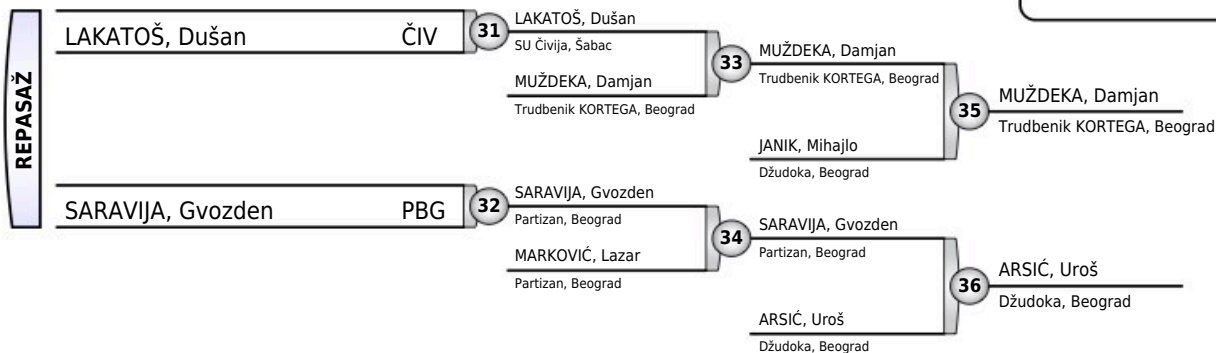 REPASAŽ
LAKATOŠ, Dušan ČIV
31
LAKATOŠ, Dušan
SU Čivija, Šabac
MUŽDEKA, Damjan
Trudbenik KORTEGA, Beograd
33
MUŽDEKA, Damjan
Trudbenik KORTEGA, Beograd
JANIK, Mihajlo
Džudoka, Beograd
35
MUŽDEKA, Damjan
Trudbenik KORTEGA, Beograd
SARAVIJA, Gvozden PBG
32
SARAVIJA, Gvozden
Partizan, Beograd
MARKOVIĆ, Lazar
Partizan, Beograd
34
SARAVIJA, Gvozden
Partizan, Beograd
ARSIĆ, Uroš
Džudoka, Beograd
36
ARSIĆ, Uroš
Džudoka, Beograd